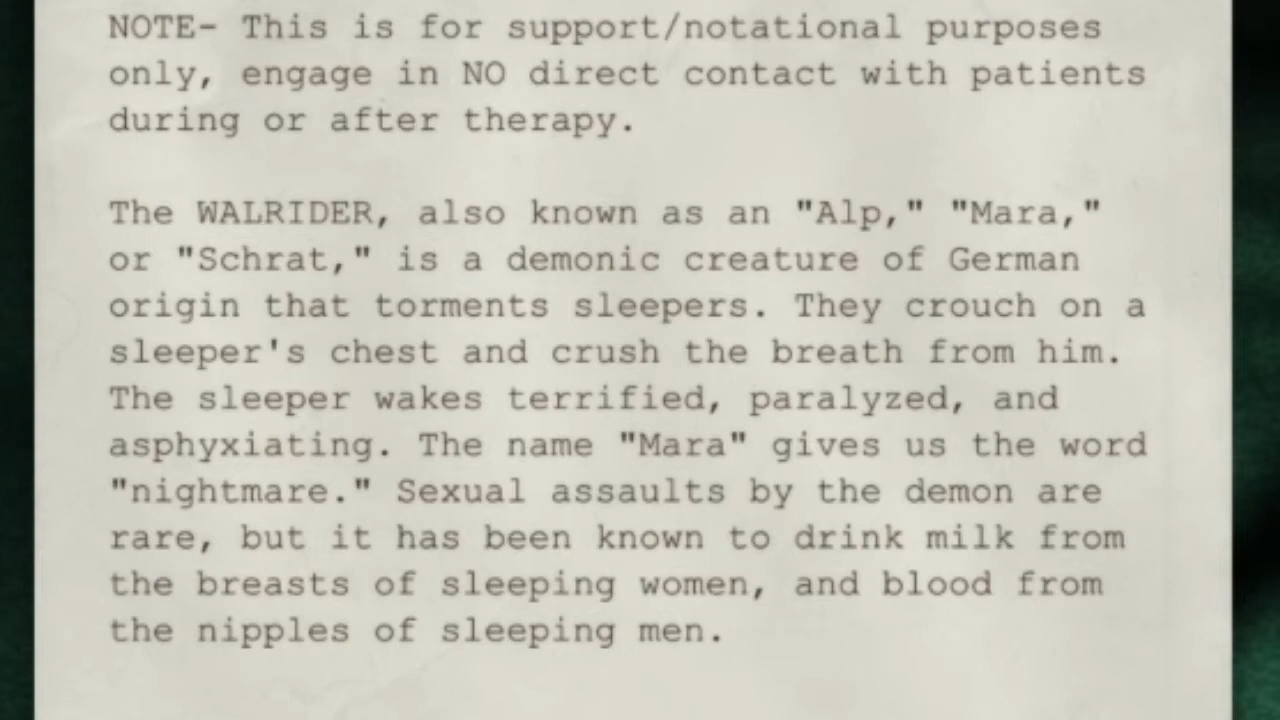 NOTE- This is for support/notational purposes
only, engage in NO direct contact with patients
during or after therapy.
The WALRIDER, also known as an "Alp," "Mara,"
or "Schrat," is a demonic creature of German
origin that torments sleepers. They crouch on a
sleeper's chest and crush the breath from him.
The sleeper wakes terrified, paralyzed, and
asphyxiating. The name "Mara" gives us the word
"nightmare." Sexual assaults by the demon are
rare, but it has been known to drink milk from
the breasts of sleeping women, and blood from
the nipples of sleeping men.